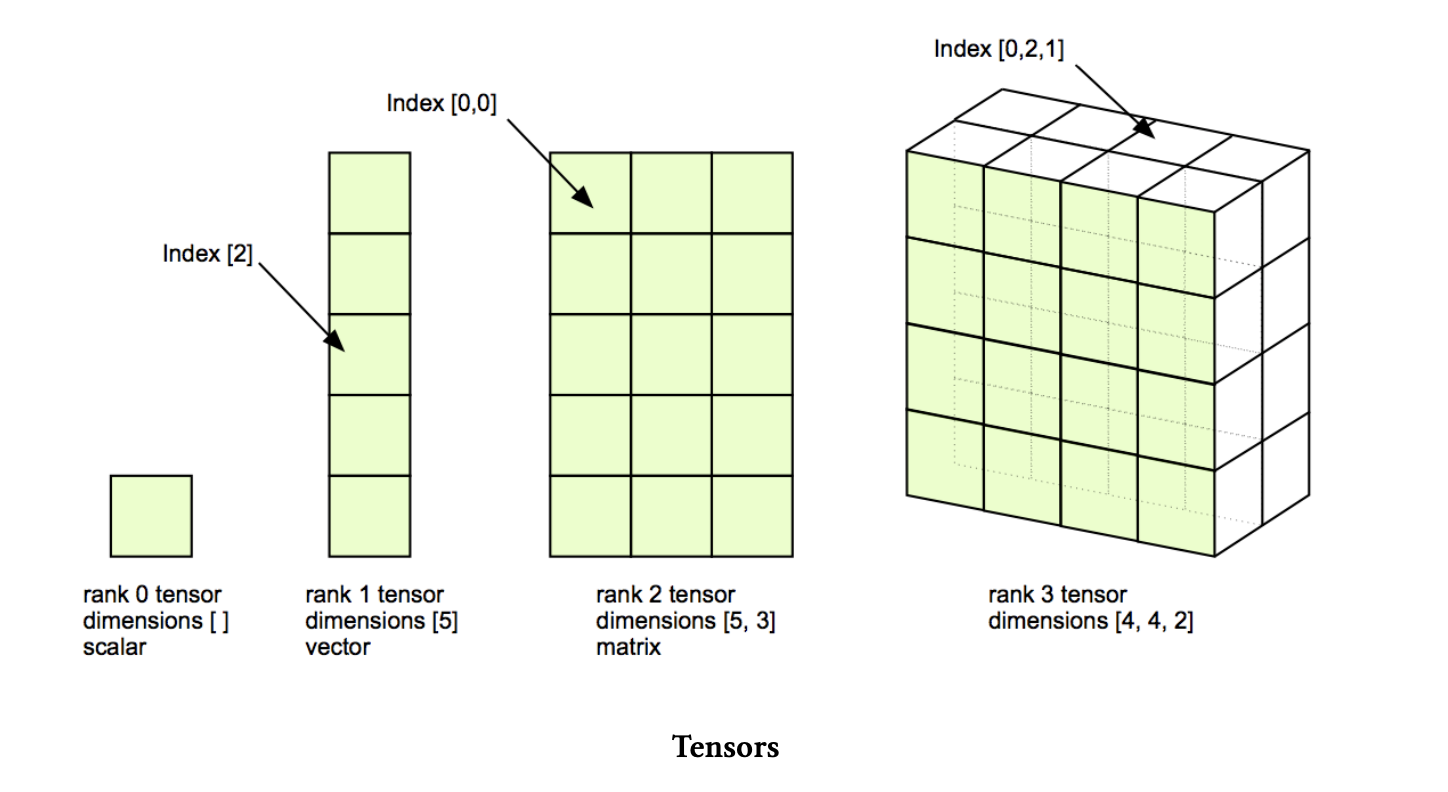 Index [0,2,1]
Index [0,0]
Index [2]
rank 0 tensor
dimensions [ ]
scalar
rank 1 tensor
dimensions [5]
vector
rank 2 tensor
dimensions [5, 3]
matrix
rank 3 tensor
dimensions [4, 4, 2]
Tensors